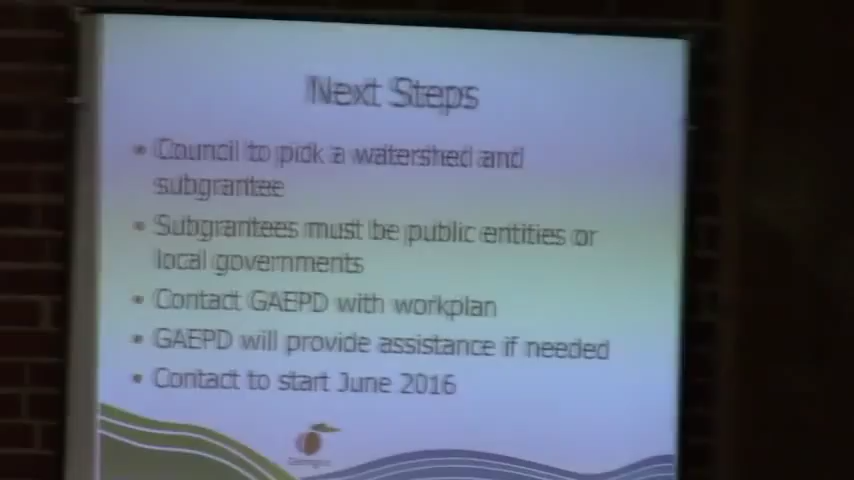 Next Steps
• Council to pick a watershed and
subgrantee
• Subgrantees must be public entities or
local governments
• Contact GAEPD with workplan
• GAEPD will provide assistance if needed
• Contact to start June 2016